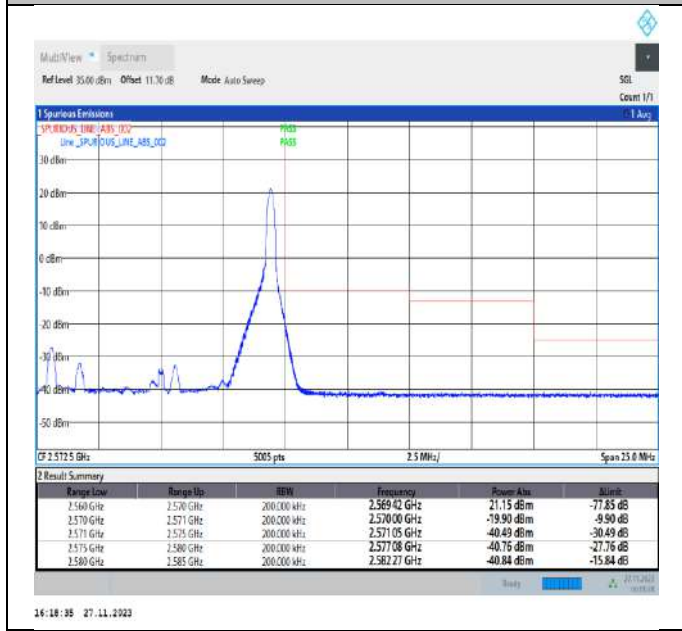 MultiView Spectrum
Ref Level 35.00 dBm Offset 11.70 dB Mode Auto Sweep SGL
Count 1/1
1 Spurious Emissions 1 Avg
_SPURIOUS_LINE_ABS_002 PASS
Line _SPURIOUS_LINE_ABS_002 PASS
30 dBm
20 dBm
10 dBm
0 dBm
-10 dBm
-20 dBm
-30 dBm
-40 dBm
-50 dBm
CF 2.5725 GHz 5005 pts 2.5 MHz/ Span 25.0 MHz
2 Result Summary
Range Low Range Up RBW Frequency Power Abs ΔLimit
2.560 GHz 2.570 GHz 200.000 kHz 2.56942 GHz 21.15 dBm -77.85 dB
2.570 GHz 2.571 GHz 200.000 kHz 2.57000 GHz -19.90 dBm -9.90 dB
2.571 GHz 2.575 GHz 200.000 kHz 2.57105 GHz -40.49 dBm -30.49 dB
2.575 GHz 2.580 GHz 200.000 kHz 2.57708 GHz -40.76 dBm -27.76 dB
2.580 GHz 2.585 GHz 200.000 kHz 2.58227 GHz -40.84 dBm -15.84 dB
Ready 27.11.2023
16:18:35 27.11.2023